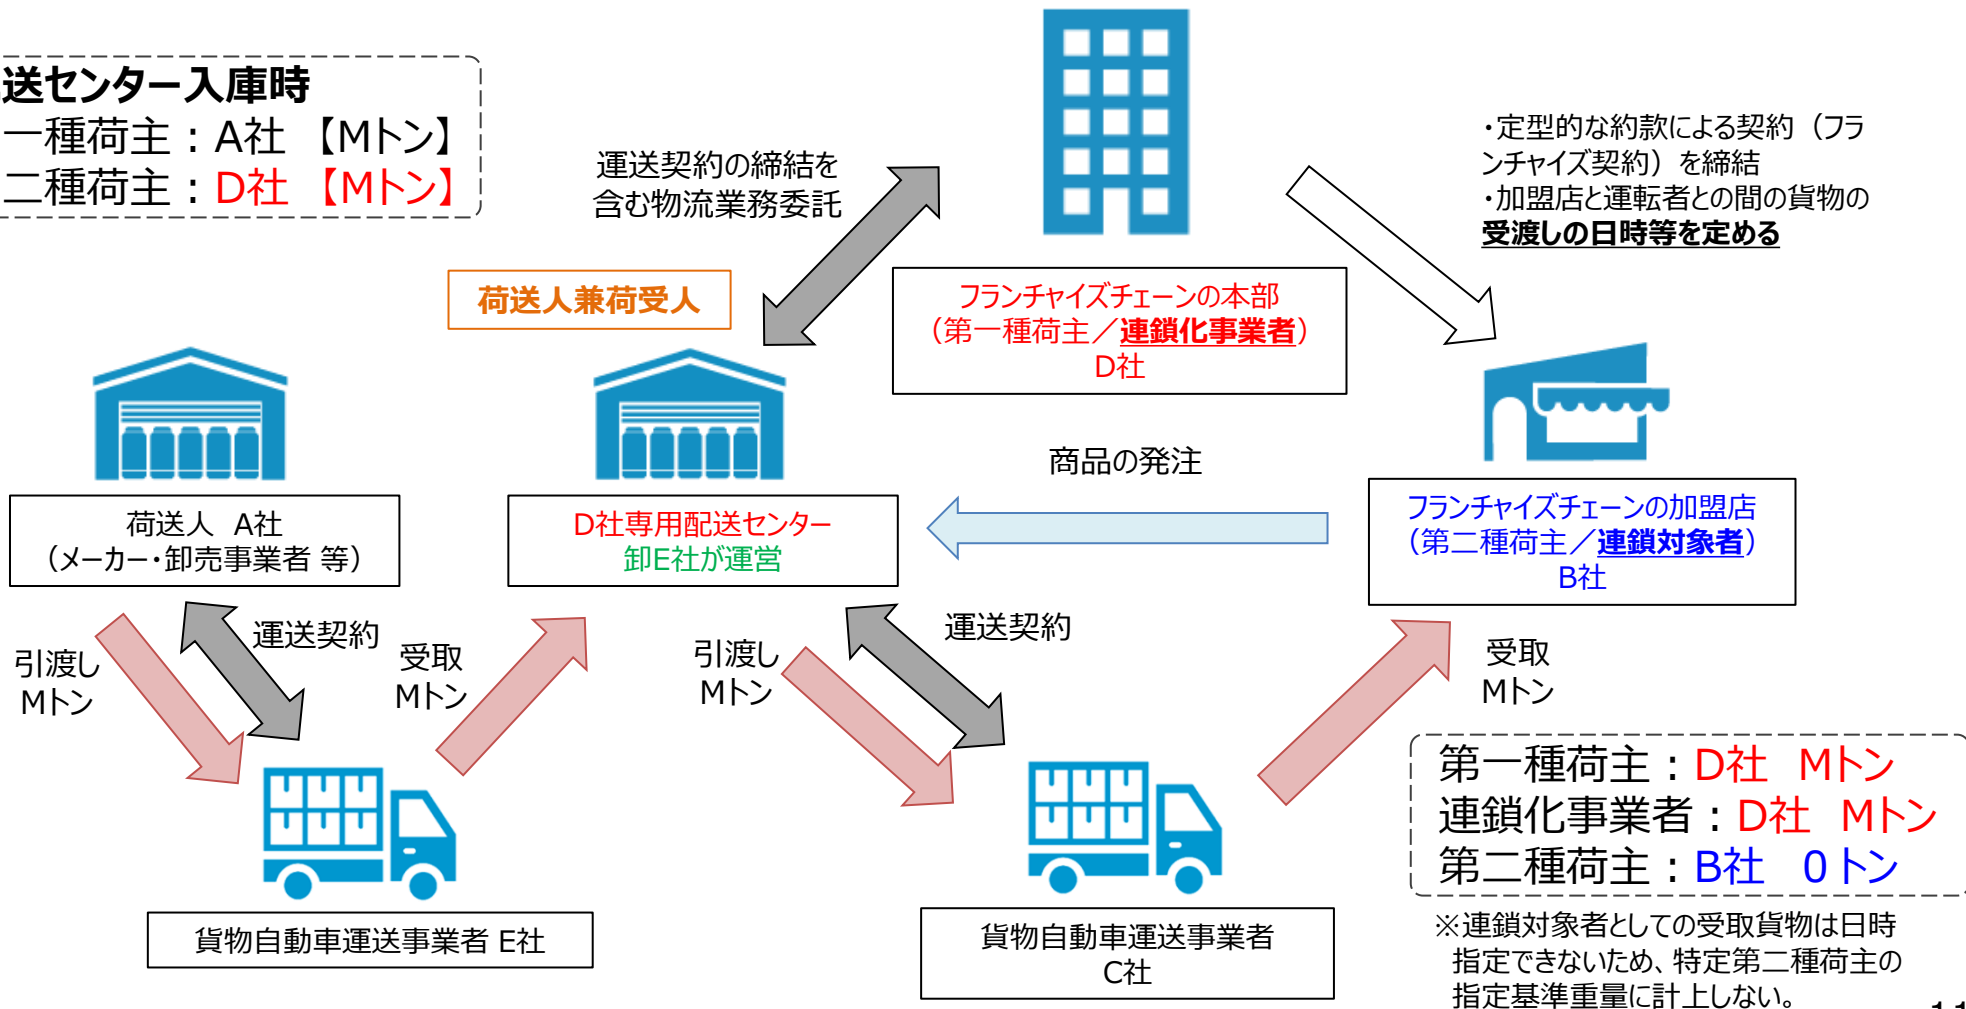 送センター入庫時
一種荷主：A社 【Mトン】
二種荷主：D社 【Mトン】
運送契約の締結を
含む物流業務委託
・定型的な約款による契約（フラ
ンチャイズ契約）を締結
・加盟店と運転者との間の貨物の
受渡しの日時等を定める
荷送人兼荷受人
フランチャイズチェーンの本部
（第一種荷主／連鎖化事業者）
D社
商品の発注
荷送人 A社
（メーカー・卸売事業者 等）
D社専用配送センター
卸E社が運営
フランチャイズチェーンの加盟店
（第二種荷主／連鎖対象者）
B社
引渡し
Mトン
運送契約
受取
Mトン
引渡し
Mトン
運送契約
受取
Mトン
貨物自動車運送事業者 E社
貨物自動車運送事業者
C社
第一種荷主：D社 Mトン
連鎖化事業者：D社 Mトン
第二種荷主：B社 0トン
※連鎖対象者としての受取貨物は日時
指定できないため、特定第二種荷主の
指定基準重量に計上しない。